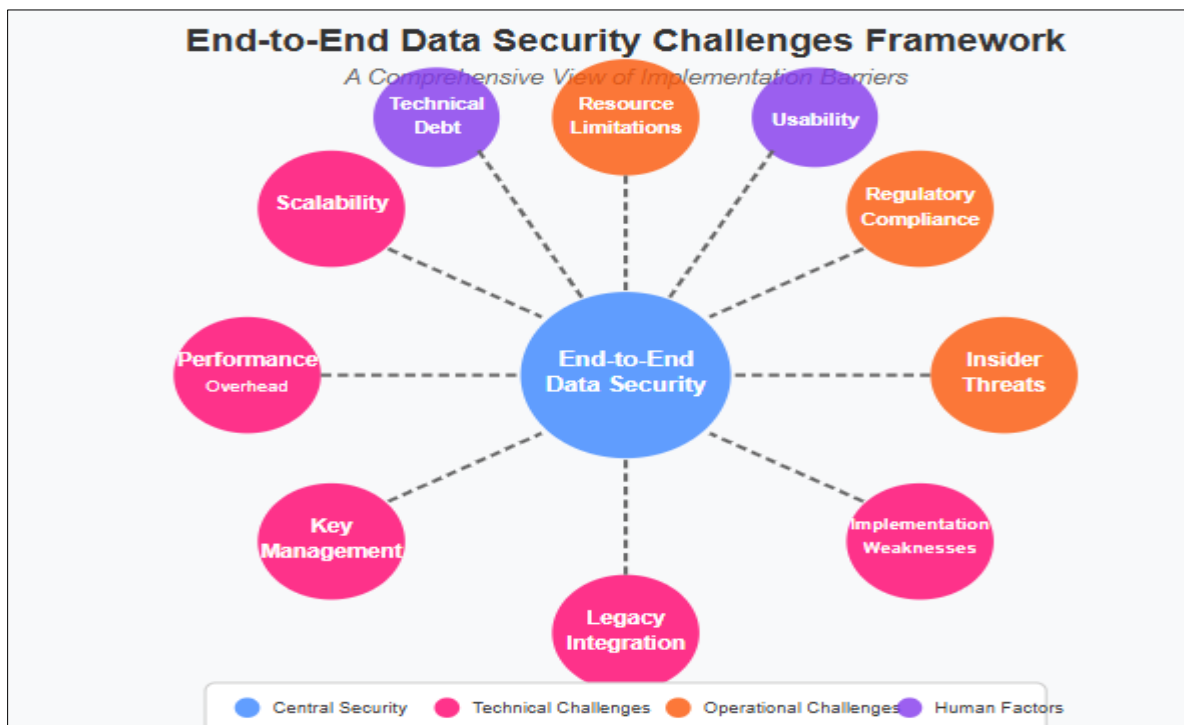 End-to-End Data Security Challenges Framework
A Comprehensive View of Implementation Barriers
Technical
Debt
Resource
Limitations
Usability
Scalability
Regulatory
Compliance
Performance
Overhead
End-to-End
Data Security
Insider
Threats
Key
Management
Implementation
Weaknesses
Legacy
Integration
Central Security
Technical Challenges
Operational Challenges
Human Factors